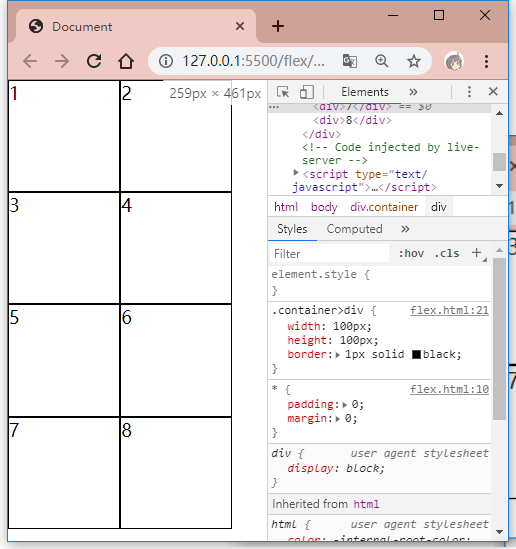 Document
127.0.0.1:5500/flex/...
1 2
259px × 461px
3 4
5 6
7 8
Elements
<div>7</div> == $0
<div>8</div>
</div>
<!-- Code injected by live-
server -->
<script type="text/
javascript">…</script>
html body div.container div
Styles Computed
Filter :hov .cls +
element.style {
}
.container>div { flex.html:21
width: 100px;
height: 100px;
border: 1px solid black;
}
* { flex.html:10
padding: 0;
margin: 0;
}
div { user agent stylesheet
display: block;
}
Inherited from html
html { user agent stylesheet
color: -internal-root-color;